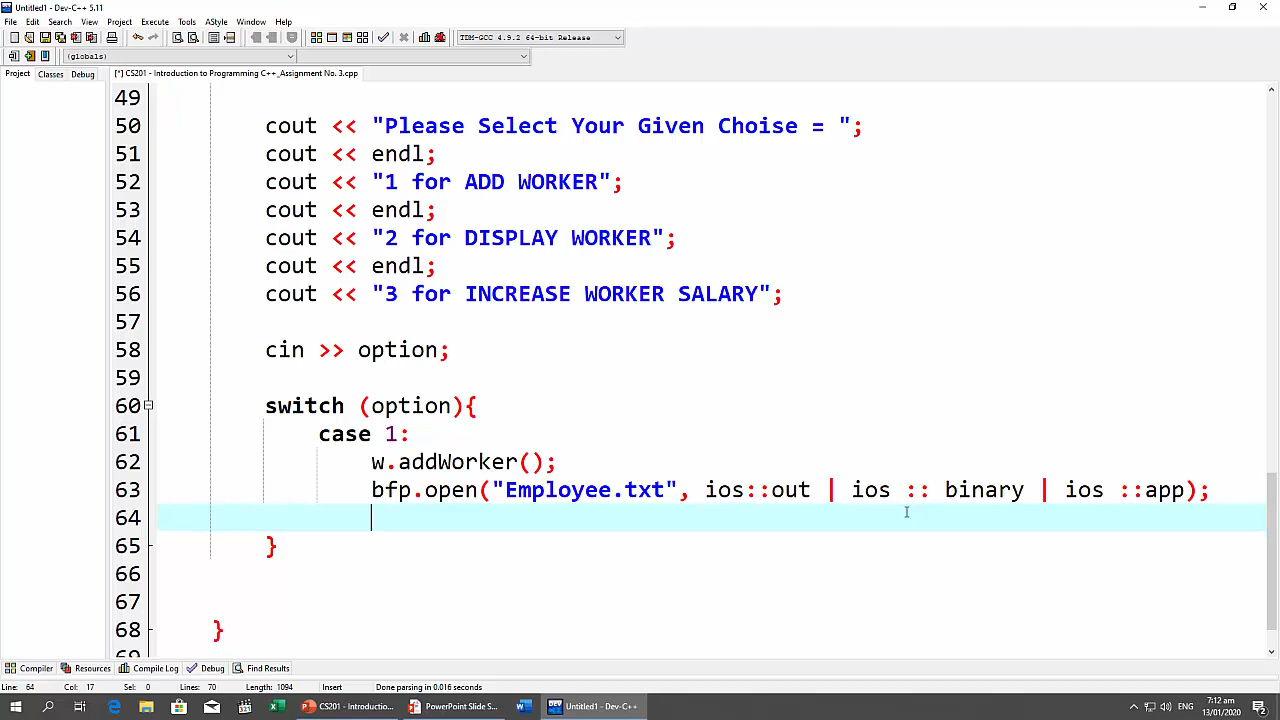 Untitled1 - Dev-C++ 5.11
File Edit Search View Project Execute Tools AStyle Window Help
TDM-GCC 4.9.2 64-bit Release
(globals)
Project Classes Debug [*] CS201 - Introduction to Programming C++_Assignment No. 3.cpp
49
50 cout << "Please Select Your Given Choise = ";
51 cout << endl;
52 cout << "1 for ADD WORKER";
53 cout << endl;
54 cout << "2 for DISPLAY WORKER";
55 cout << endl;
56 cout << "3 for INCREASE WORKER SALARY";
57
58 cin >> option;
59
60 switch (option){
61 case 1:
62 w.addWorker();
63 bfp.open("Employee.txt", ios::out | ios :: binary | ios ::app);
64
65 }
66
67
68 }
69
Compiler Resources Compile Log Debug Find Results
Line: 64 Col: 17 Sel: 0 Lines: 70 Length: 1094 Insert Done parsing in 0.016 seconds
CS201 - Introductio... PowerPoint Slide S... Untitled1 - Dev-C++ 7:12 pm
13/01/2020
2